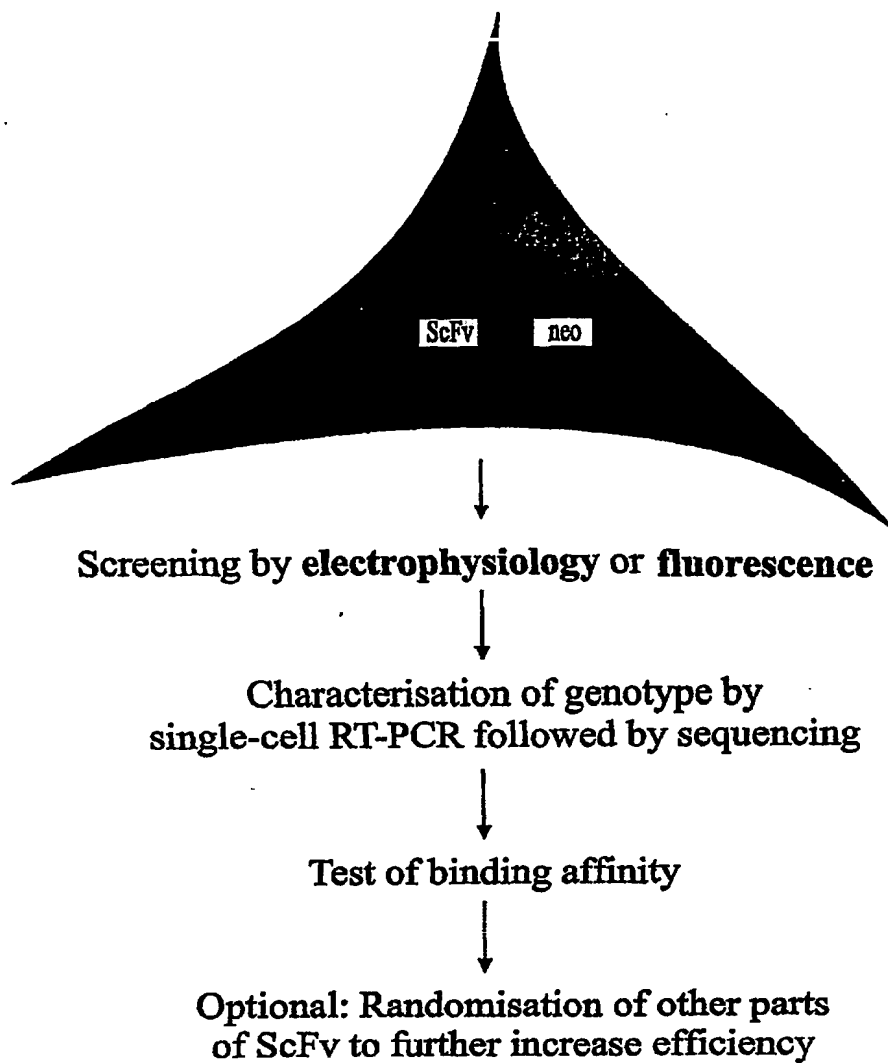 ScFv neo
Screening by electrophysiology or fluorescence
Characterisation of genotype by
single-cell RT-PCR followed by sequencing
Test of binding affinity
Optional: Randomisation of other parts
of ScFv to further increase efficiency